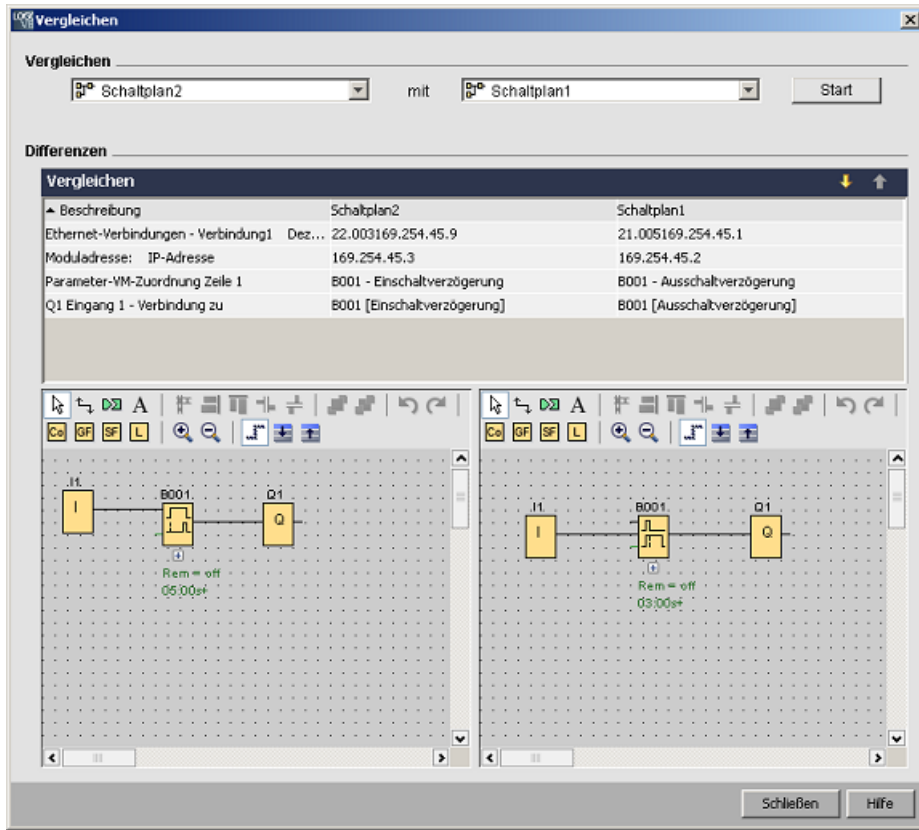 Vergleichen
Vergleichen
Schaltplan2 mit Schaltplan1 Start
Differenzen
Vergleichen
Beschreibung Schaltplan2 Schaltplan1
Ethernet-Verbindungen - Verbindung1 Dez... 22.003169.254.45.9 21.005169.254.45.1
Moduladresse: IP-Adresse 169.254.45.3 169.254.45.2
Parameter-VM-Zuordnung Zeile 1 B001 - Einschaltverzögerung B001 - Ausschaltverzögerung
Q1 Eingang 1 - Verbindung zu B001 [Einschaltverzögerung] B001 [Ausschaltverzögerung]
A
Co GF SF L
I1
B001
Q1
I
Q
Rem = off
05:00s+
A
Co GF SF L
I1
B001
Q1
I
Q
Rem = off
03:00s+
Schließen Hilfe